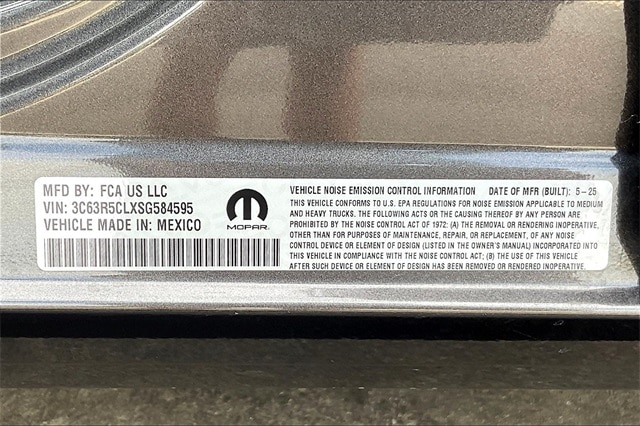 MFD BY: FCA US LLC
VIN: 3C63R5CLXSG584595
VEHICLE MADE IN: MEXICO
MOPAR.
VEHICLE NOISE EMISSION CONTROL INFORMATION DATE OF MFR (BUILT): 5-25
THIS VEHICLE CONFORMS TO U.S. EPA REGULATIONS FOR NOISE EMISSION APPLICABLE TO MEDIUM
AND HEAVY TRUCKS. THE FOLLOWING ACTS OR THE CAUSING THEREOF BY ANY PERSON ARE
PROHIBITED BY THE NOISE CONTROL ACT OF 1972: (A) THE REMOVAL OR RENDERING INOPERATIVE,
OTHER THAN FOR PURPOSES OF MAINTENANCE, REPAIR, OR REPLACEMENT, OF ANY NOISE
CONTROL DEVICE OR ELEMENT OF DESIGN (LISTED IN THE OWNER'S MANUAL) INCORPORATED INTO
THIS VEHICLE IN COMPLIANCE WITH THE NOISE CONTROL ACT; (B) THE USE OF THIS VEHICLE
AFTER SUCH DEVICE OR ELEMENT OF DESIGN HAS BEEN REMOVED OR RENDERED INOPERATIVE.